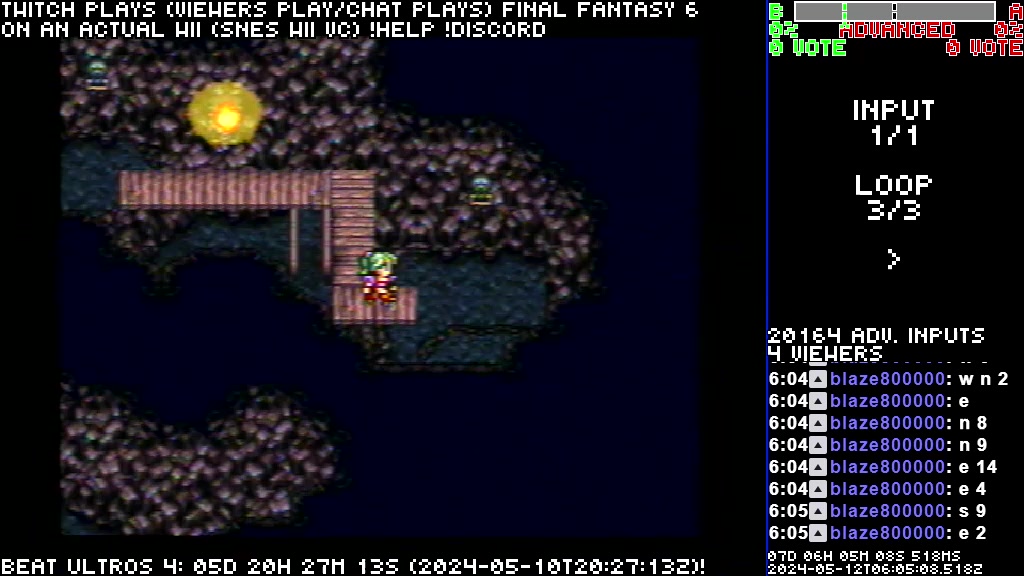 TWITCH PLAYS (VIEWERS PLAY/CHAT PLAYS) FINAL FANTASY 6
ON AN ACTUAL WII (SNES WII VC) !HELP !DISCORD
B A
0% ADVANCED 0%
0 VOTE 0 VOTE
INPUT
1/1
LOOP
3/3
>
20164 ADV. INPUTS
4 VIEWERS
6:04 blaze800000: w n 2
6:04 blaze800000: e
6:04 blaze800000: n 8
6:04 blaze800000: n 9
6:04 blaze800000: e 14
6:04 blaze800000: e 4
6:05 blaze800000: s 9
6:05 blaze800000: e 2
BEAT ULTROS 4: 05D 20H 27M 13S (2024-05-10T20:27:13Z)!
07D 06H 05M 08S 518MS
2024-05-12T06:05:08.518Z